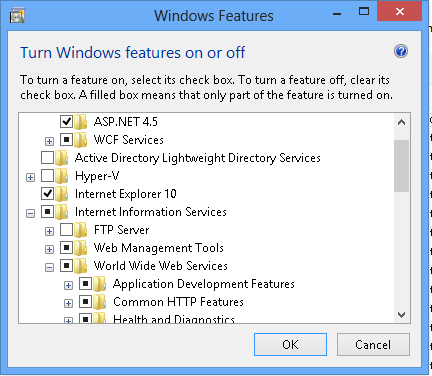 Windows Features
Turn Windows features on or off
To turn a feature on, select its check box. To turn a feature off, clear its
check box. A filled box means that only part of the feature is turned on.
ASP.NET 4.5
WCF Services
Active Directory Lightweight Directory Services
Hyper-V
Internet Explorer 10
Internet Information Services
FTP Server
Web Management Tools
World Wide Web Services
Application Development Features
Common HTTP Features
Health and Diagnostics
OK
Cancel